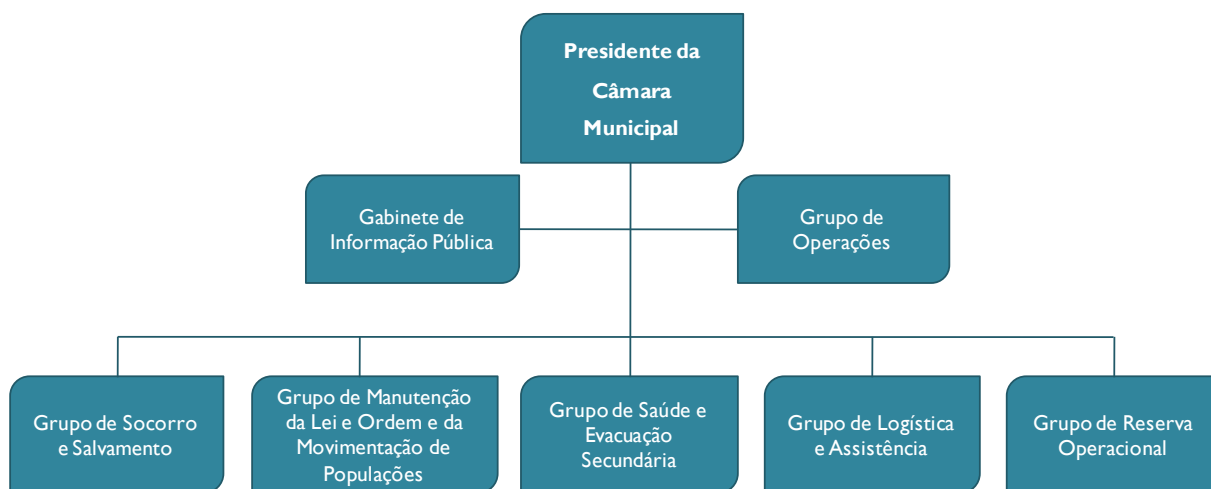 Presidente da
Câmara
Municipal
Gabinete de
Informação Pública
Grupo de
Operações
Grupo de Socorro
e Salvamento
Grupo de Manutenção
da Lei e Ordem e da
Movimentação de
Populações
Grupo de Saúde e
Evacuação
Secundária
Grupo de Logística
e Assistência
Grupo de Reserva
Operacional